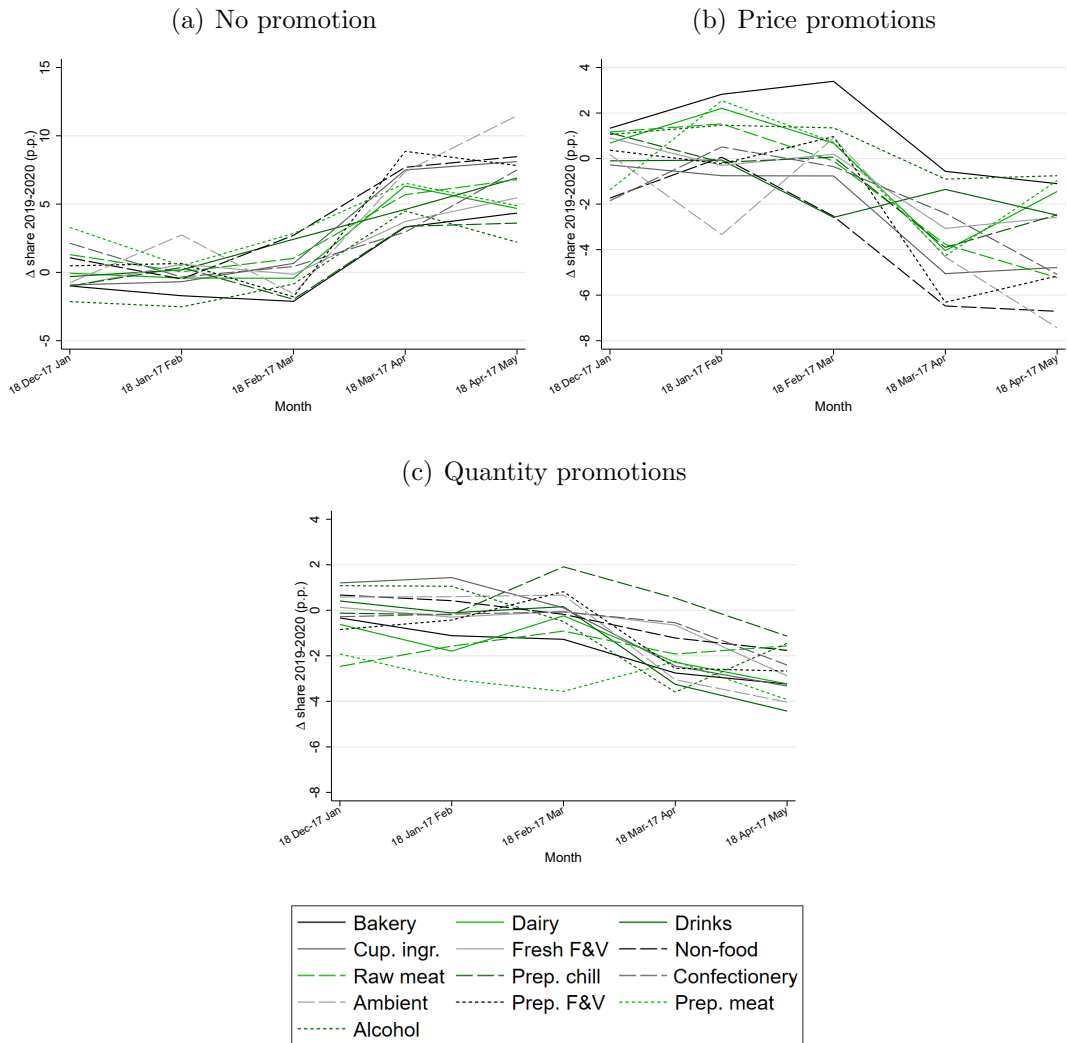 (a) No promotion
Δ share 2019-2020 (p.p.)
15
10
5
0
-5
18 Dec-17 Jan
18 Jan-17 Feb
18 Feb-17 Mar
18 Mar-17 Apr
18 Apr-17 May
Month
(b) Price promotions
Δ share 2019-2020 (p.p.)
4
2
0
-2
-4
-6
-8
18 Dec-17 Jan
18 Jan-17 Feb
18 Feb-17 Mar
18 Mar-17 Apr
18 Apr-17 May
Month
(c) Quantity promotions
Δ share 2019-2020 (p.p.)
4
2
0
-2
-4
-6
-8
18 Dec-17 Jan
18 Jan-17 Feb
18 Feb-17 Mar
18 Mar-17 Apr
18 Apr-17 May
Month
Bakery Dairy Drinks
Cup. ingr. Fresh F&V Non-food
Raw meat Prep. chill Confectionery
Ambient Prep. F&V Prep. meat
Alcohol